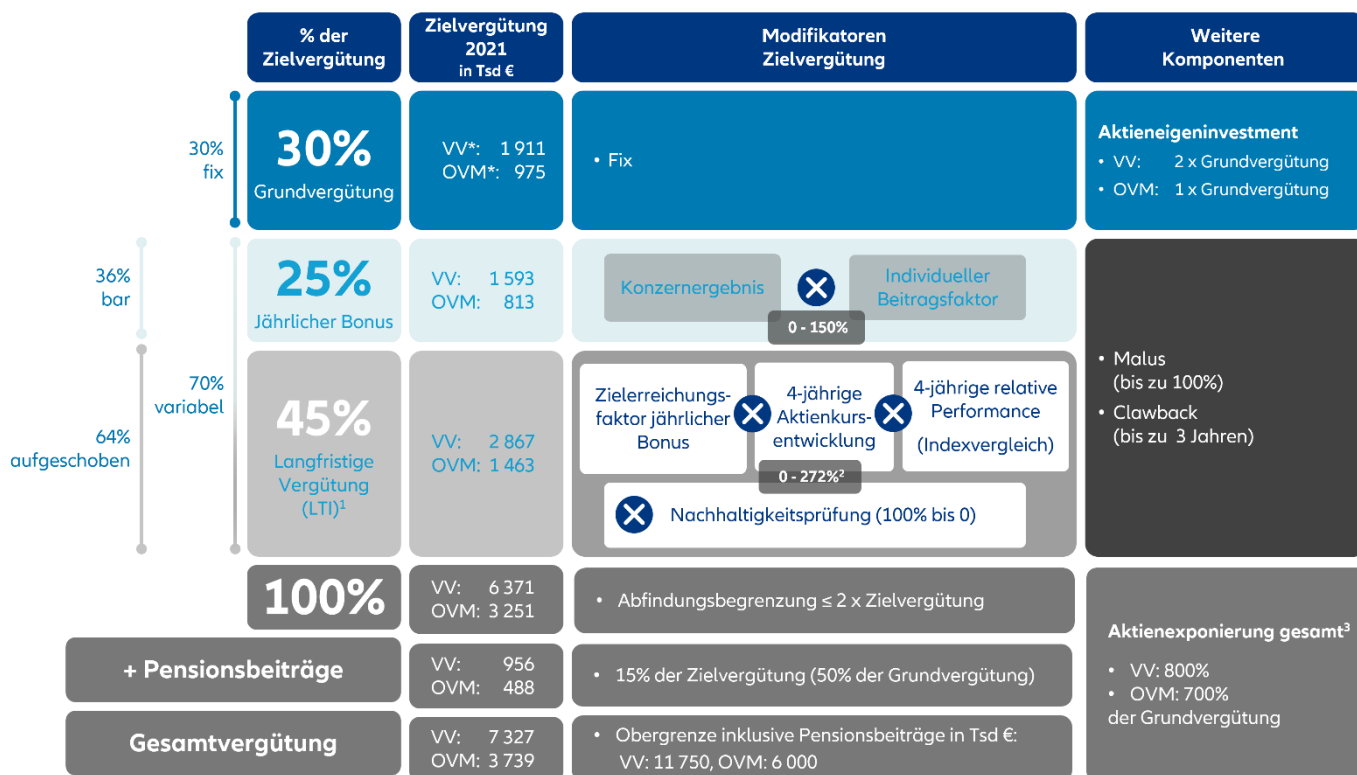 % der
Zielvergütung
Zielvergütung
2021
in Tsd €
Modifikatoren
Zielvergütung
Weitere
Komponenten
30%
fix
30%
Grundvergütung
VV*: 1 911
OVM*: 975
• Fix
Aktieneigeninvestment
• VV: 2 x Grundvergütung
• OVM: 1 x Grundvergütung
36%
bar
25%
Jährlicher Bonus
VV: 1 593
OVM: 813
Konzernergebnis
Individueller
Beitragsfaktor
0 - 150%
70%
variabel
64%
aufgeschoben
45%
Langfristige
Vergütung
(LTI)¹
VV: 2 867
OVM: 1 463
Zielerreichungs-
faktor jährlicher
Bonus
4-jährige
Aktienkurs-
entwicklung
4-jährige relative
Performance
(Indexvergleich)
0 - 272%²
Nachhaltigkeitsprüfung (100% bis 0)
• Malus
(bis zu 100%)
• Clawback
(bis zu 3 Jahren)
100%
VV: 6 371
OVM: 3 251
• Abfindungsbegrenzung ≤ 2 x Zielvergütung
+ Pensionsbeiträge
VV: 956
OVM: 488
• 15% der Zielvergütung (50% der Grundvergütung)
Gesamtvergütung
VV: 7 327
OVM: 3 739
• Obergrenze inklusive Pensionsbeiträge in Tsd €:
VV: 11 750, OVM: 6 000
Aktienexponierung gesamt³
• VV: 800%
• OVM: 700%
der Grundvergütung